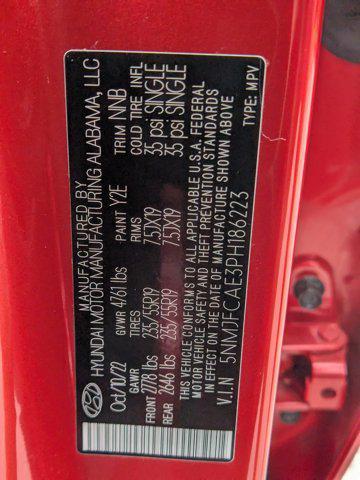 MANUFACTURED BY
HYUNDAI MOTOR MANUFACTURING ALABAMA, LLC
Oct/10/22 GVWR 4761 lbs PAINT Y2E TRIM NNB
GAWR TIRES RIMS COLD TIRE INFL
FRONT 2778 lbs 235/55R19 7.5JX19 35 psi SINGLE
REAR 2646 lbs 235/55R19 7.5JX19 35 psi SINGLE
THIS VEHICLE CONFORMS TO ALL APPLICABLE U.S.A. FEDERAL
MOTOR VEHICLE SAFETY AND THEFT PREVENTION STANDARDS
IN EFFECT ON THE DATE OF MANUFACTURE SHOWN ABOVE
V.I.N 5NMJFCAE3PH186223 TYPE: MPV